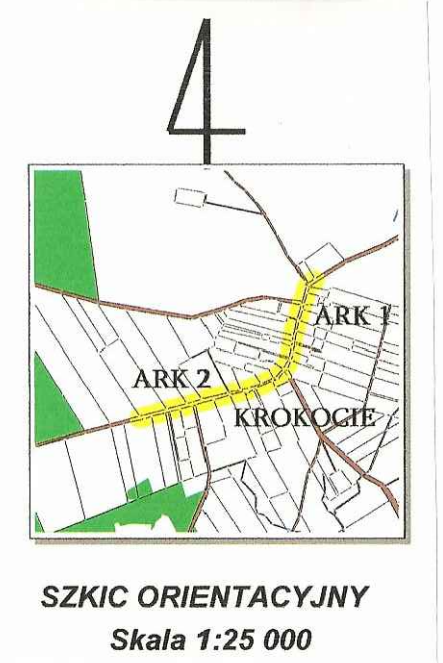 4
ARK 1
ARK 2
KROKOCIE
SZKIC ORIENTACYJNY
Skala 1:25 000